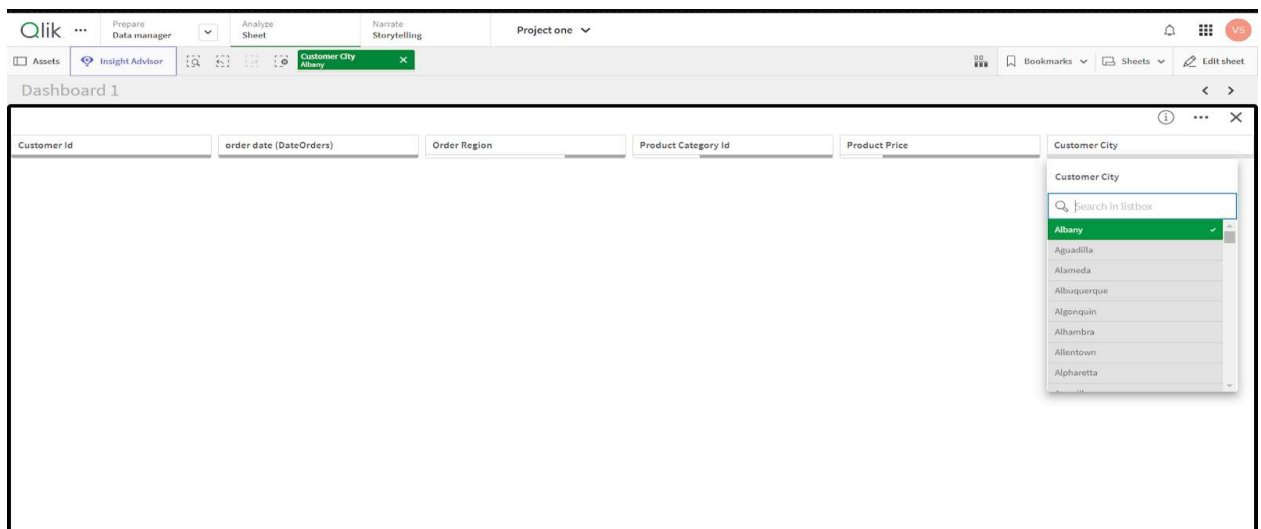 Qlik
Prepare
Data manager
Analyze
Sheet
Narrate
Storytelling
Project one
VS
Assets
Insight Advisor
Customer City
Albany
Bookmarks
Sheets
Edit sheet
Dashboard 1
Customer Id
order date (DateOrders)
Order Region
Product Category Id
Product Price
Customer City
Customer City
Search in listbox
Albany
Aguadilla
Alameda
Albuquerque
Algonquin
Alhambra
Allentown
Alpharetta